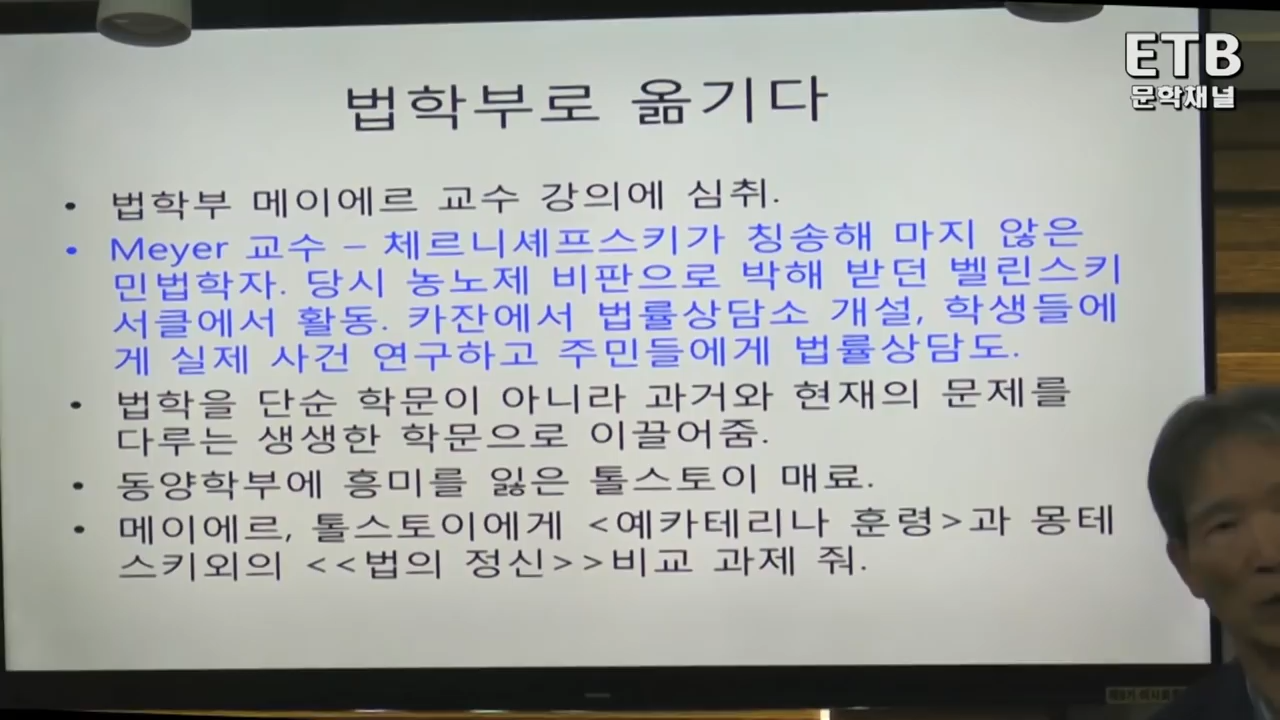 ETB
문학채널
법학부로 옮기다
• 법학부 메이에르 교수 강의에 심취.
• Meyer 교수 – 체르니셰프스키가 칭송해 마지 않은
민법학자. 당시 농노제 비판으로 박해 받던 벨린스키
서클에서 활동. 카잔에서 법률상담소 개설, 학생들에
게 실제 사건 연구하고 주민들에게 법률상담도.
• 법학을 단순 학문이 아니라 과거와 현재의 문제를
다루는 생생한 학문으로 이끌어줌.
• 동양학부에 흥미를 잃은 톨스토이 매료.
• 메이에르, 톨스토이에게 <예카테리나 훈령>과 몽테
스키외의 <<법의 정신>>비교 과제 줘.